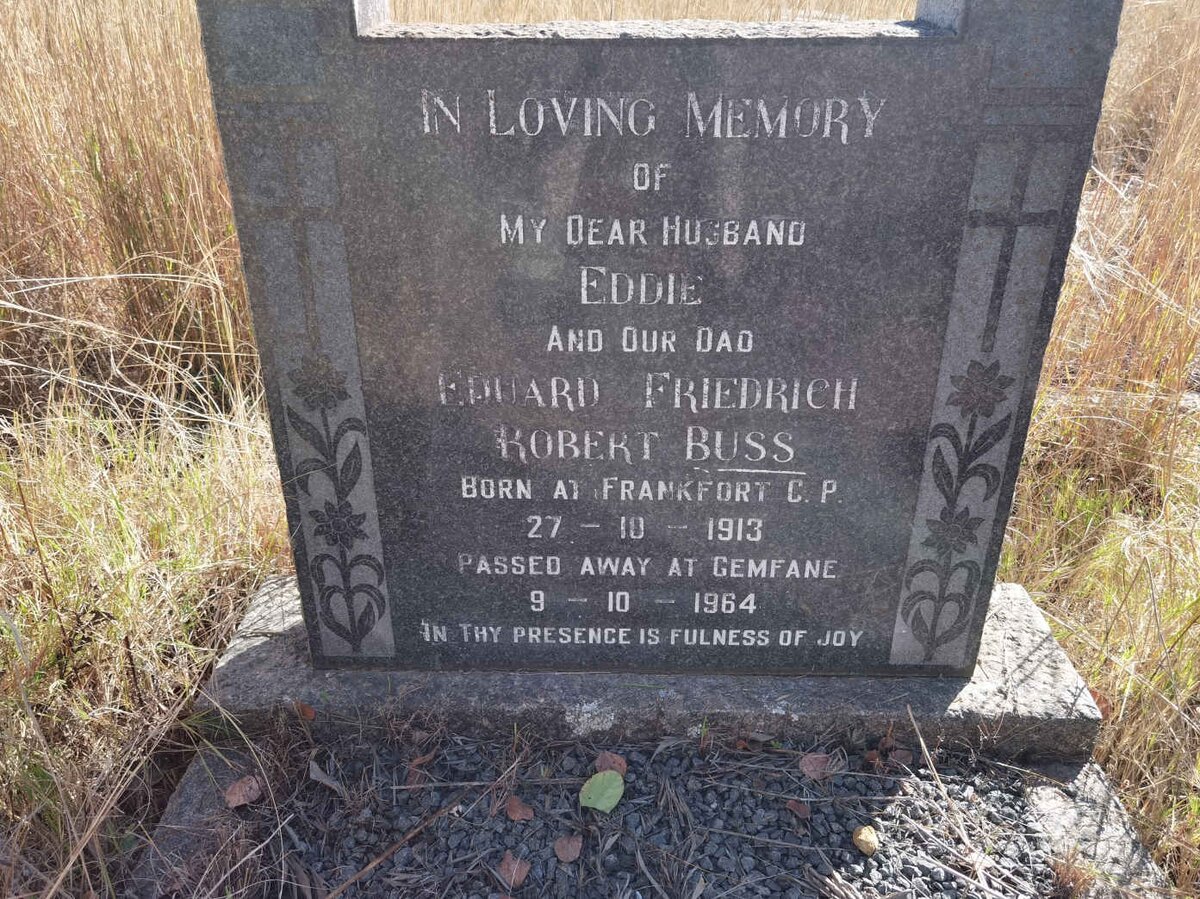 In Loving Memory
OF
My Dear Husband
Eddie
And Our Dad
Eduard Friedrich
Robert Buss
Born at Frankfort C.P.
27 - 10 - 1913
Passed away at Gemfane
9 - 10 - 1964
In Thy presence is fulness of joy